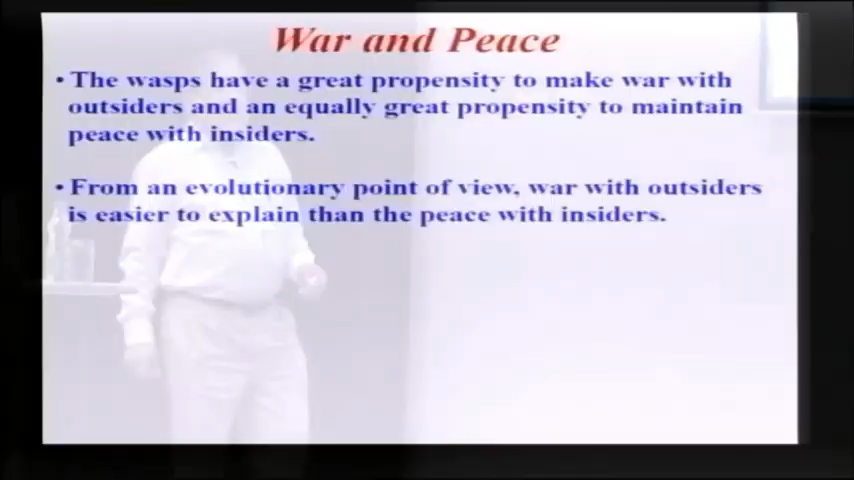 War and Peace
• The wasps have a great propensity to make war with
outsiders and an equally great propensity to maintain
peace with insiders.
• From an evolutionary point of view, war with outsiders
is easier to explain than the peace with insiders.